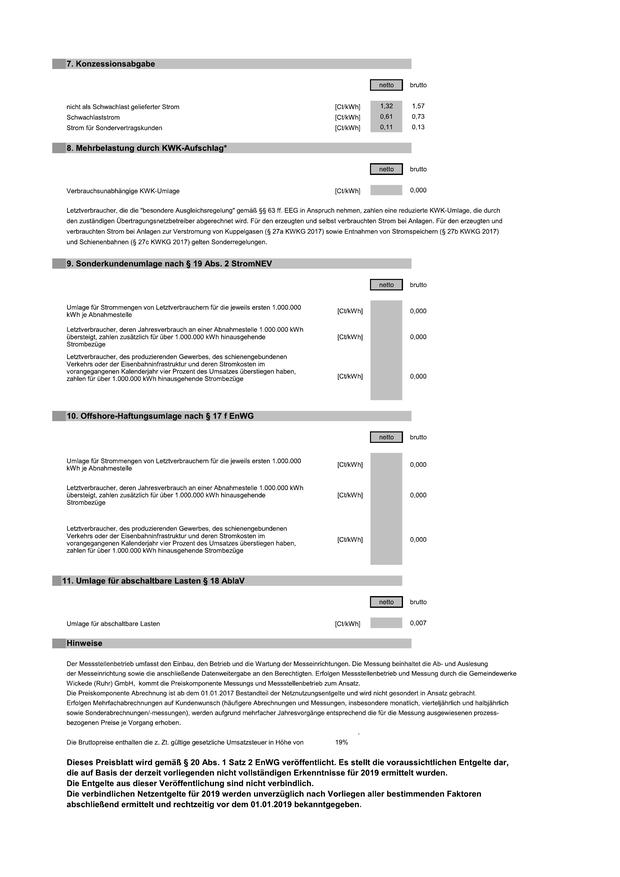 7. Konzessionsabgabe
netto brutto
nicht als Schwachlast gelieferter Strom [Ct/kWh] 1,32 1,57
Schwachlaststrom [Ct/kWh] 0,61 0,73
Strom für Sondervertragskunden [Ct/kWh] 0,11 0,13
8. Mehrbelastung durch KWK-Aufschlag*
netto brutto
Verbrauchsunabhängige KWK-Umlage [Ct/kWh] 0,000
Letztverbraucher, die die "besondere Ausgleichsregelung" gemäß §§ 63 ff. EEG in Anspruch nehmen, zahlen eine reduzierte KWK-Umlage, die durch
den zuständigen Übertragungsnetzbetreiber abgerechnet wird. Für den erzeugten und selbst verbrauchten Strom bei Anlagen. Für den erzeugten und
verbrauchten Strom bei Anlagen zur Verstromung von Kuppelgasen (§ 27a KWKG 2017) sowie Entnahmen von Stromspeichern (§ 27b KWKG 2017)
und Schienenbahnen (§ 27c KWKG 2017) gelten Sonderregelungen.
9. Sonderkundenumlage nach § 19 Abs. 2 StromNEV
netto brutto
Umlage für Strommengen von Letztverbrauchern für die jeweils ersten 1.000.000
kWh je Abnahmestelle [Ct/kWh] 0,000
Letztverbraucher, deren Jahresverbrauch an einer Abnahmestelle 1.000.000 kWh
übersteigt, zahlen zusätzlich für über 1.000.000 kWh hinausgehende [Ct/kWh] 0,000
Strombezüge
Letztverbraucher, des produzierenden Gewerbes, des schienengebundenen
Verkehrs oder der Eisenbahninfrastruktur und deren Stromkosten im
vorangegangenen Kalenderjahr vier Prozent des Umsatzes überstiegen haben, [Ct/kWh] 0,000
zahlen für über 1.000.000 kWh hinausgehende Strombezüge
10. Offshore-Haftungsumlage nach § 17 f EnWG
netto brutto
Umlage für Strommengen von Letztverbrauchern für die jeweils ersten 1.000.000
kWh je Abnahmestelle [Ct/kWh] 0,000
Letztverbraucher, deren Jahresverbrauch an einer Abnahmestelle 1.000.000 kWh
übersteigt, zahlen zusätzlich für über 1.000.000 kWh hinausgehende [Ct/kWh] 0,000
Strombezüge
Letztverbraucher, des produzierenden Gewerbes, des schienengebundenen
Verkehrs oder der Eisenbahninfrastruktur und deren Stromkosten im
vorangegangenen Kalenderjahr vier Prozent des Umsatzes überstiegen haben, [Ct/kWh] 0,000
zahlen für über 1.000.000 kWh hinausgehende Strombezüge
11. Umlage für abschaltbare Lasten § 18 AblaV
netto brutto
Umlage für abschaltbare Lasten [Ct/kWh] 0,007
Hinweise
Der Messstellenbetrieb umfasst den Einbau, den Betrieb und die Wartung der Messeinrichtungen. Die Messung beinhaltet die Ab- und Auslesung
der Messeinrichtung sowie die anschließende Datenweitergabe an den Berechtigten. Erfolgen Messstellenbetrieb und Messung durch die Gemeindewerke
Wickede (Ruhr) GmbH, kommt die Preiskomponente Messungs und Messstellenbetrieb zum Ansatz.
Die Preiskomponente Abrechnung ist ab dem 01.01.2017 Bestandteil der Netznutzungsentgelte und wird nicht gesondert in Ansatz gebracht.
Erfolgen Mehrfachabrechnungen auf Kundenwunsch (häufigere Abrechnungen und Messungen, insbesondere monatlich, vierteljährlich und halbjährlich
sowie Sonderabrechnungen/-messungen), werden aufgrund mehrfacher Jahresvorgänge entsprechend die für die Messung ausgewiesenen prozess-
bezogenen Preise je Vorgang erhoben.
Die Bruttopreise enthalten die z. Zt. gültige gesetzliche Umsatzsteuer in Höhe von 19%
Dieses Preisblatt wird gemäß § 20 Abs. 1 Satz 2 EnWG veröffentlicht. Es stellt die voraussichtlichen Entgelte dar,
die auf Basis der derzeit vorliegenden nicht vollständigen Erkenntnisse für 2019 ermittelt wurden.
Die Entgelte aus dieser Veröffentlichung sind nicht verbindlich.
Die verbindlichen Netzentgelte für 2019 werden unverzüglich nach Vorliegen aller bestimmenden Faktoren
abschließend ermittelt und rechtzeitig vor dem 01.01.2019 bekanntgegeben.